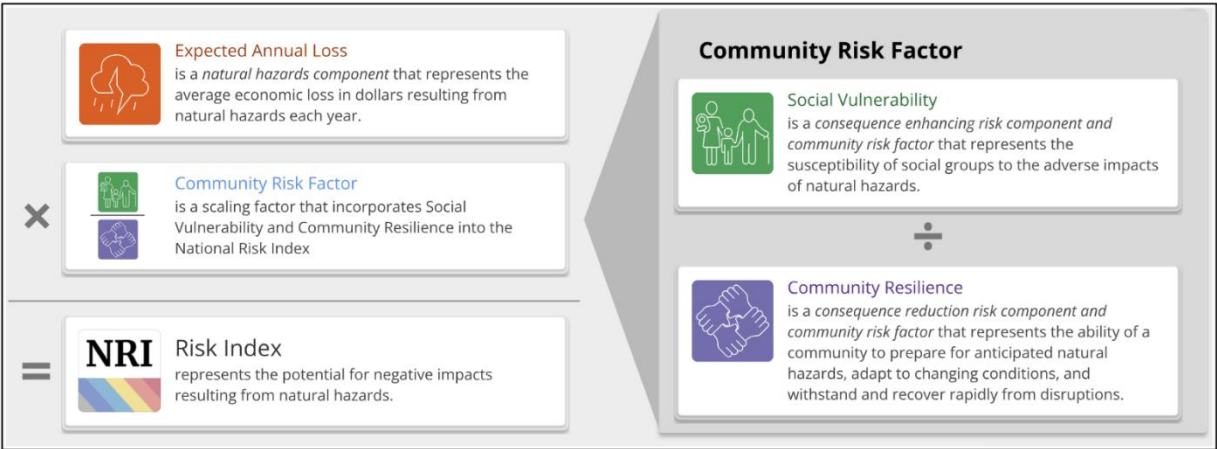 Expected Annual Loss
is a natural hazards component that represents the
average economic loss in dollars resulting from
natural hazards each year.
×
Community Risk Factor
is a scaling factor that incorporates Social
Vulnerability and Community Resilience into the
National Risk Index
=
NRI
Risk Index
represents the potential for negative impacts
resulting from natural hazards.
Community Risk Factor
Social Vulnerability
is a consequence enhancing risk component and
community risk factor that represents the
susceptibility of social groups to the adverse impacts
of natural hazards.
÷
Community Resilience
is a consequence reduction risk component and
community risk factor that represents the ability of a
community to prepare for anticipated natural
hazards, adapt to changing conditions, and
withstand and recover rapidly from disruptions.